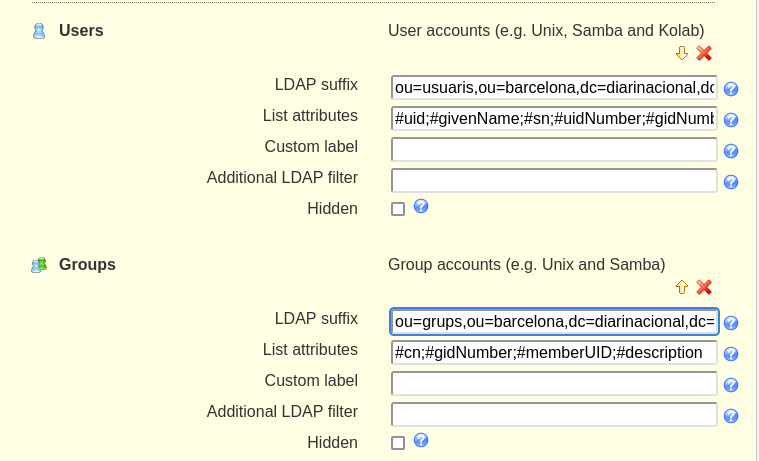 Users User accounts (e.g. Unix, Samba and Kolab)
LDAP suffix ou=usuaris,ou=barcelona,dc=diarinacional,dc
List attributes #uid;#givenName;#sn;#uidNumber;#gidNumb
Custom label
Additional LDAP filter
Hidden
Groups Group accounts (e.g. Unix and Samba)
LDAP suffix ou=grups,ou=barcelona,dc=diarinacional,dc=
List attributes #cn;#gidNumber;#memberUID;#description
Custom label
Additional LDAP filter
Hidden